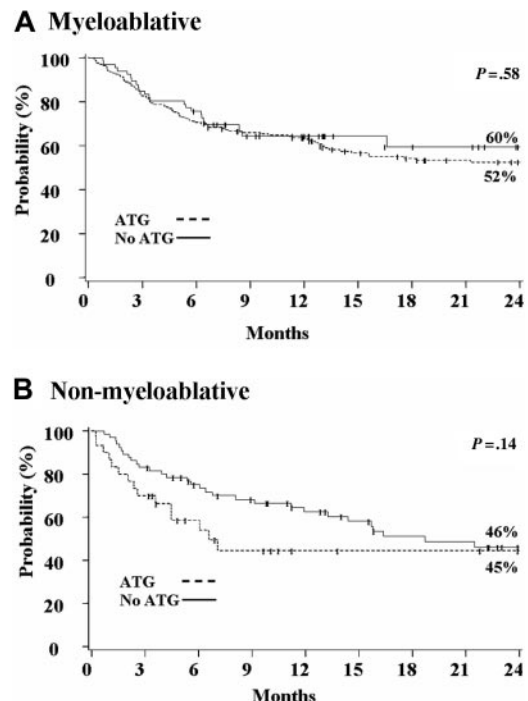 A Myeloablative
100
80
60
40
20
0
Probability (%)
P = .58
60%
52%
ATG
No ATG
0 3 6 9 12 15 18 21 24
Months
B Non-myeloablative
100
80
60
40
20
0
Probability (%)
P = .14
46%
45%
ATG
No ATG
0 3 6 9 12 15 18 21 24
Months